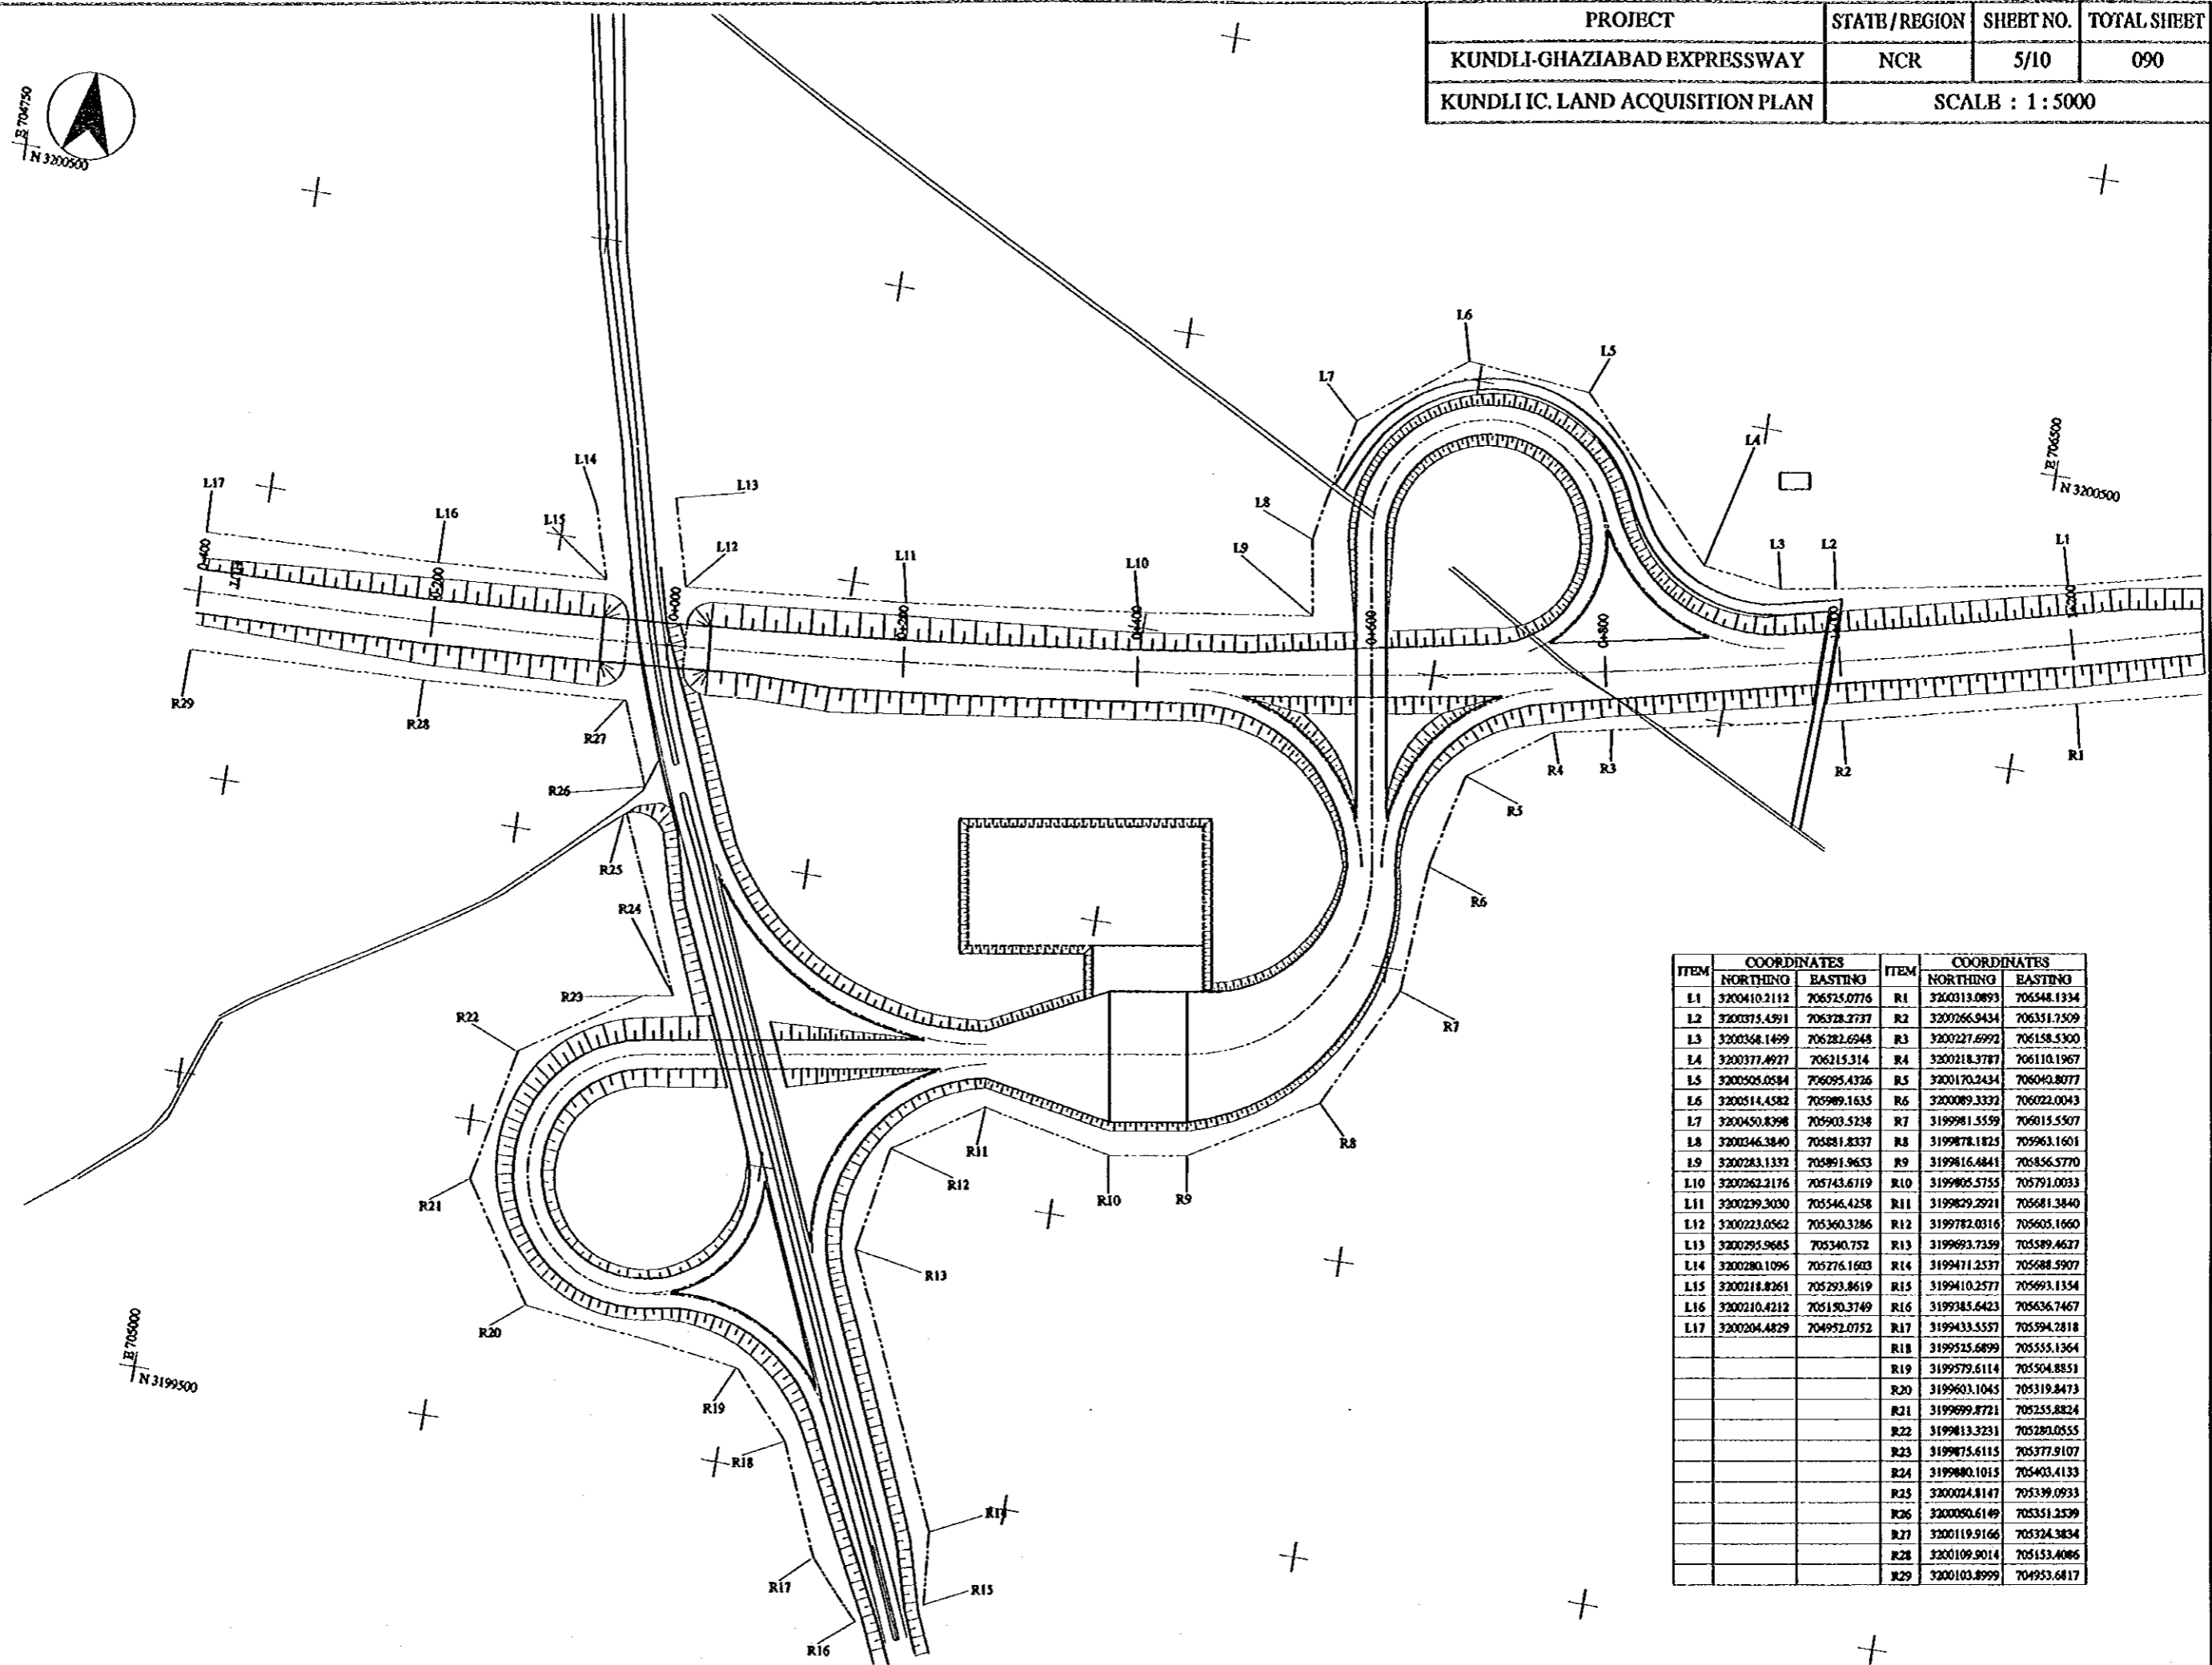 PROJECT STATE/REGION SHEET NO. TOTAL SHEET
KUNDLI-GHAZIABAD EXPRESSWAY NCR 5/10 090
KUNDLI IC. LAND ACQUISITION PLAN SCALE : 1 : 5000
E 704750
N 3200500
L6
L5
L7
L4
E 706500
N 3200500
L17
L16
L14
L15
L13
L12
L11
L10
L9
L8
L3
L2
L1
0-400
0-200
0+000
0+200
0+400
0+600
0+800
1+200
R29
R28
R27
R26
R25
R24
R23
R22
R21
R20
R19
R18
R17
R16
R15
R14
R13
R12
R11
R10
R9
R8
R7
R6
R5
R4
R3
R2
R1
E 705000
N 3199500
ITEM COORDINATES ITEM COORDINATES
NORTHING EASTING NORTHING EASTING
L1 3200410.2112 706525.0776 R1 3200313.0893 706548.1334
L2 3200375.4591 706328.2737 R2 3200266.9434 706351.7509
L3 3200368.1499 706282.6948 R3 3200227.6992 706158.5300
L4 3200377.4927 706215.314 R4 3200218.3787 706110.1967
L5 3200505.0584 706095.4326 R5 3200170.2434 706040.8077
L6 3200514.4582 705989.1635 R6 3200089.3332 706022.0043
L7 3200450.8398 705903.5238 R7 3199981.5559 706015.5507
L8 3200346.3840 705881.8337 R8 3199878.1825 705963.1601
L9 3200283.1332 705891.9653 R9 3199816.4841 705856.5770
L10 3200262.2176 705743.6719 R10 3199805.5755 705791.0033
L11 3200239.3030 705546.4258 R11 3199829.2921 705681.3840
L12 3200223.0562 705360.3286 R12 3199782.0316 705605.1660
L13 3200295.9685 705340.752 R13 3199693.7359 705589.4627
L14 3200280.1096 705276.1603 R14 3199471.2537 705688.5907
L15 3200218.8261 705293.8619 R15 3199410.2577 705693.1354
L16 3200210.4212 705150.3749 R16 3199385.6423 705636.7467
L17 3200204.4829 704952.0752 R17 3199433.5557 705594.2818
R18 3199525.6899 705555.1364
R19 3199579.6114 705504.8851
R20 3199603.1045 705319.8473
R21 3199699.8721 705255.8824
R22 3199813.3231 705280.0555
R23 3199875.6115 705377.9107
R24 3199880.1015 705403.4133
R25 3200024.8147 705339.0933
R26 3200050.6149 705351.2539
R27 3200119.9166 705324.3834
R28 3200109.9014 705153.4086
R29 3200103.8999 704953.6817